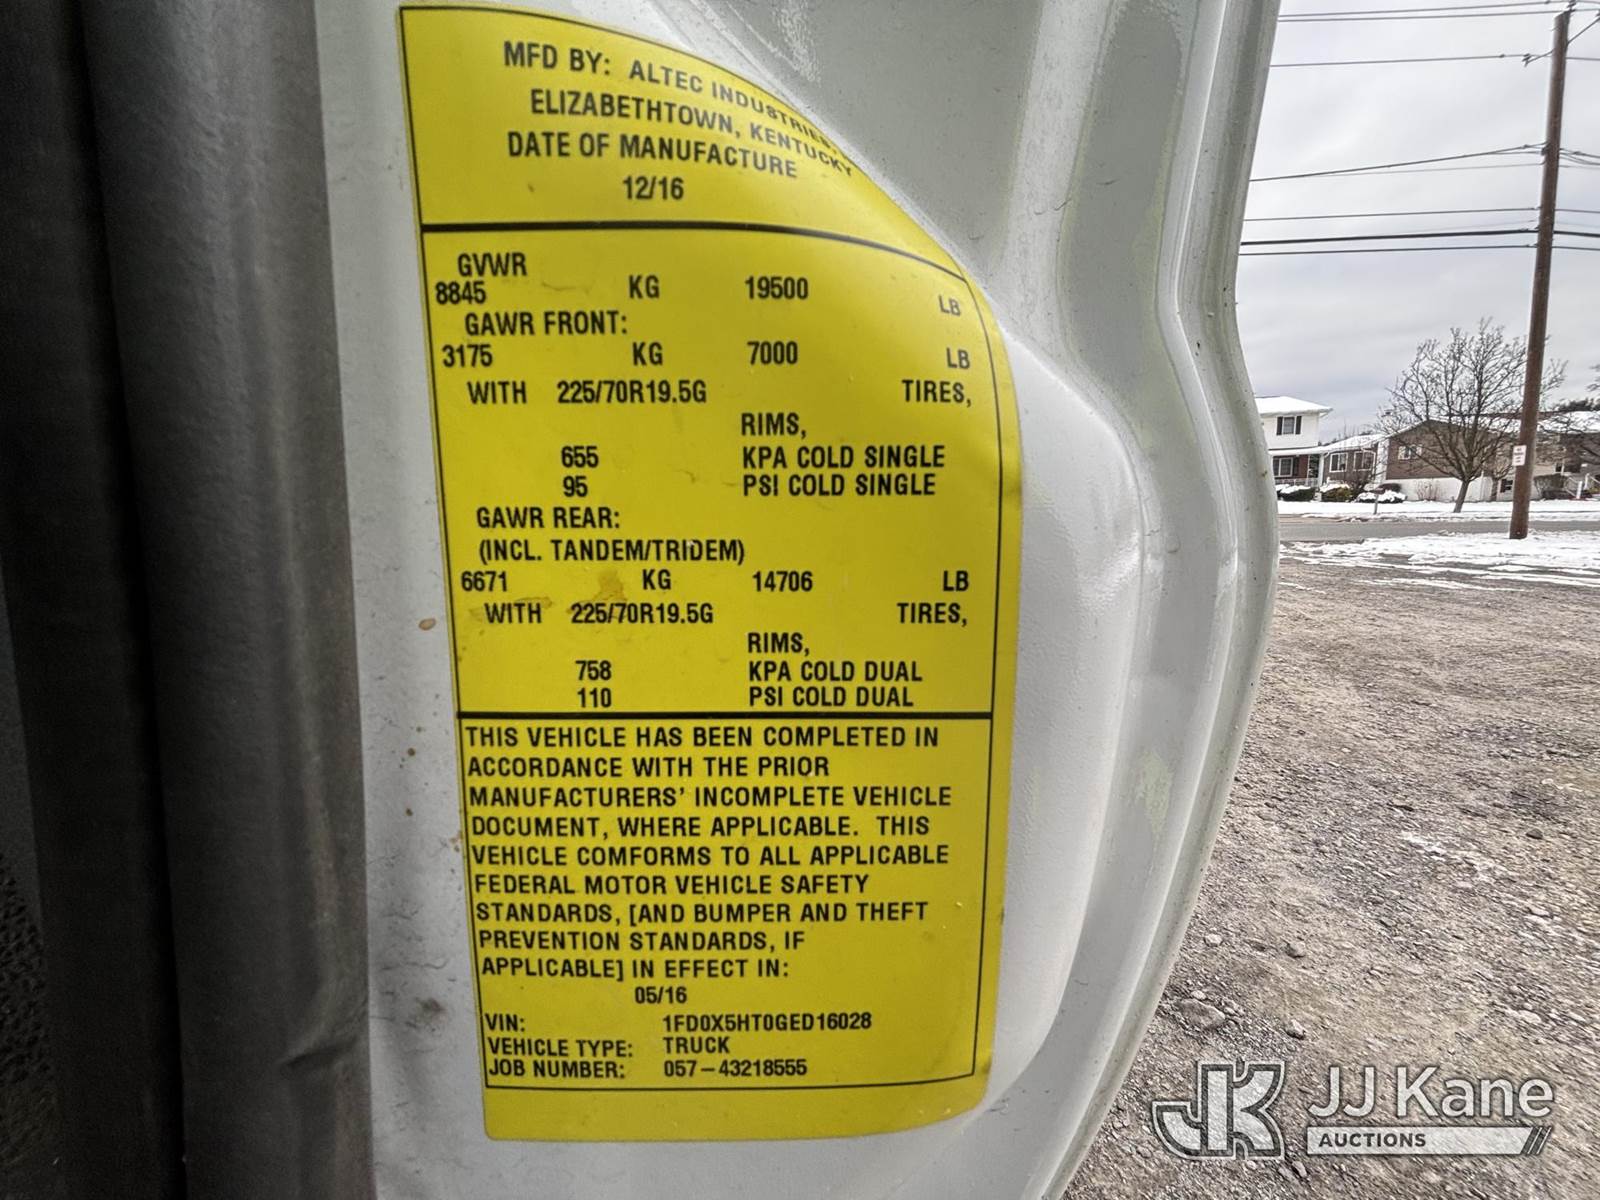 MFD BY: ALTEC INDUSTRIES,
ELIZABETHTOWN, KENTUCKY
DATE OF MANUFACTURE
12/16
GVWR
8845 KG 19500 LB
GAWR FRONT:
3175 KG 7000 LB
WITH 225/70R19.5G TIRES,
RIMS,
655 KPA COLD SINGLE
95 PSI COLD SINGLE
GAWR REAR:
(INCL. TANDEM/TRIDEM)
6671 KG 14706 LB
WITH 225/70R19.5G TIRES,
RIMS,
758 KPA COLD DUAL
110 PSI COLD DUAL
THIS VEHICLE HAS BEEN COMPLETED IN
ACCORDANCE WITH THE PRIOR
MANUFACTURERS' INCOMPLETE VEHICLE
DOCUMENT, WHERE APPLICABLE. THIS
VEHICLE COMFORMS TO ALL APPLICABLE
FEDERAL MOTOR VEHICLE SAFETY
STANDARDS, [AND BUMPER AND THEFT
PREVENTION STANDARDS, IF
APPLICABLE] IN EFFECT IN:
05/16
VIN: 1FD0X5HT0GED16028
VEHICLE TYPE: TRUCK
JOB NUMBER: 057-43218555
JK JJ Kane
AUCTIONS